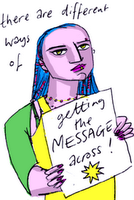 there are different
ways
of
getting
the
MESSAGE
across!